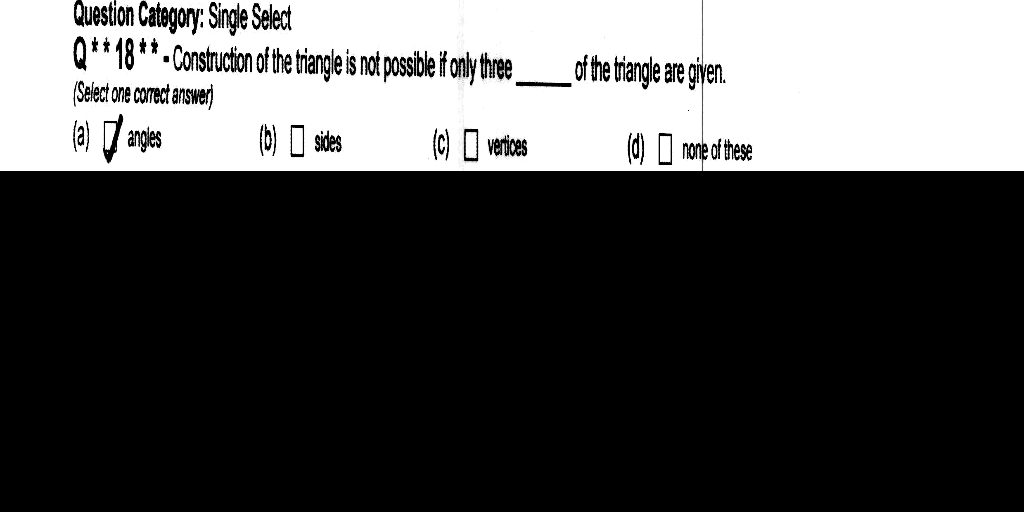 Question Category: Single Select
Q**18** - Construction of the triangle is not possible if only three ______ of the triangle are given.
(Select one correct answer)
(a) ☑ angles (b) ☐ sides (c) ☐ vertices (d) ☐ none of these